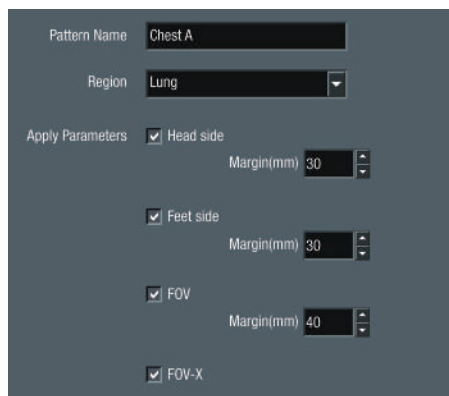 Pattern Name Chest A
Region Lung
Apply Parameters Head side
Margin(mm) 30
Feet side
Margin(mm) 30
FOV
Margin(mm) 40
FOV-X